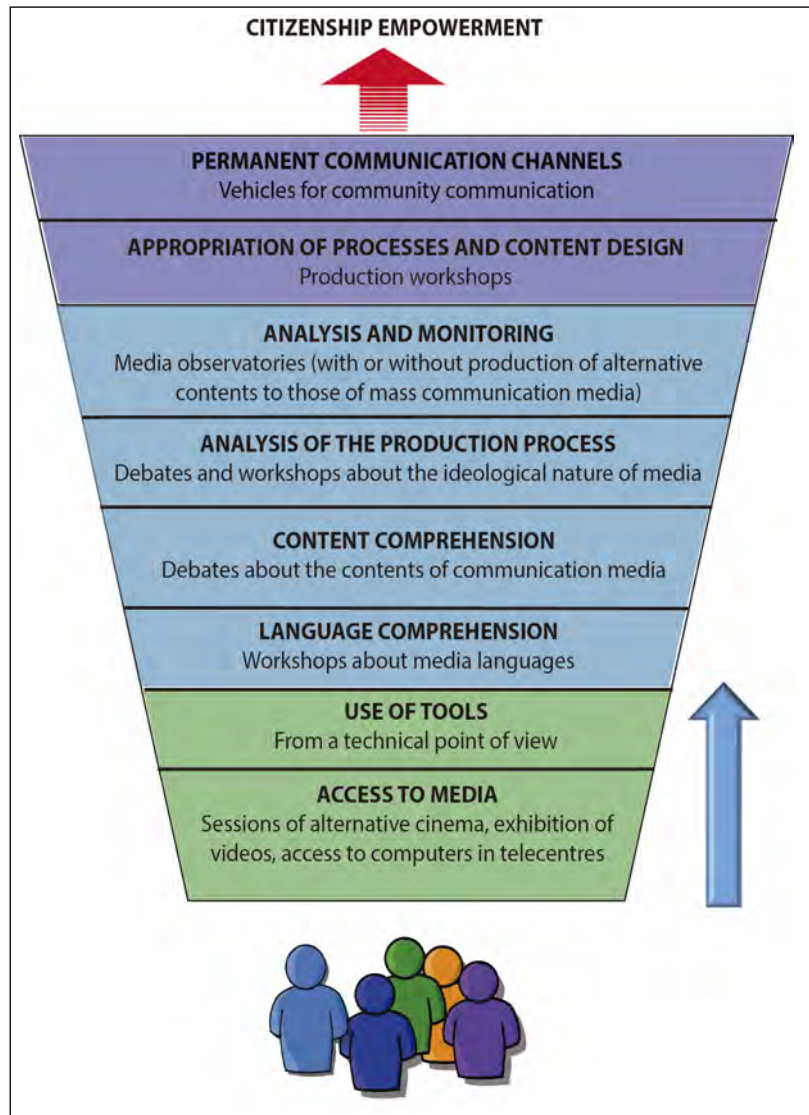 CITIZENSHIP EMPOWERMENT
PERMANENT COMMUNICATION CHANNELS
Vehicles for community communication
APPROPRIATION OF PROCESSES AND CONTENT DESIGN
Production workshops
ANALYSIS AND MONITORING
Media observatories (with or without production of alternative
contents to those of mass communication media)
ANALYSIS OF THE PRODUCTION PROCESS
Debates and workshops about the ideological nature of media
CONTENT COMPREHENSION
Debates about the contents of communication media
LANGUAGE COMPREHENSION
Workshops about media languages
USE OF TOOLS
From a technical point of view
ACCESS TO MEDIA
Sessions of alternative cinema, exhibition of
videos, access to computers in telecentres